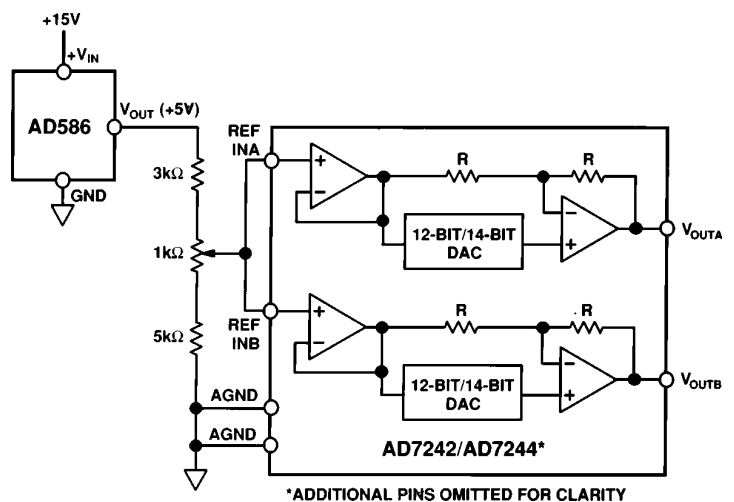 +15V
+VIN
AD586
VOUT (+5V)
GND
3kΩ
1kΩ
5kΩ
REF
INA
REF
INB
AGND
AGND
R
R
12-BIT/14-BIT
DAC
VOUTA
R
R
12-BIT/14-BIT
DAC
VOUTB
+
−
−
+
+
−
−
+
AD7242/AD7244*
*ADDITIONAL PINS OMITTED FOR CLARITY